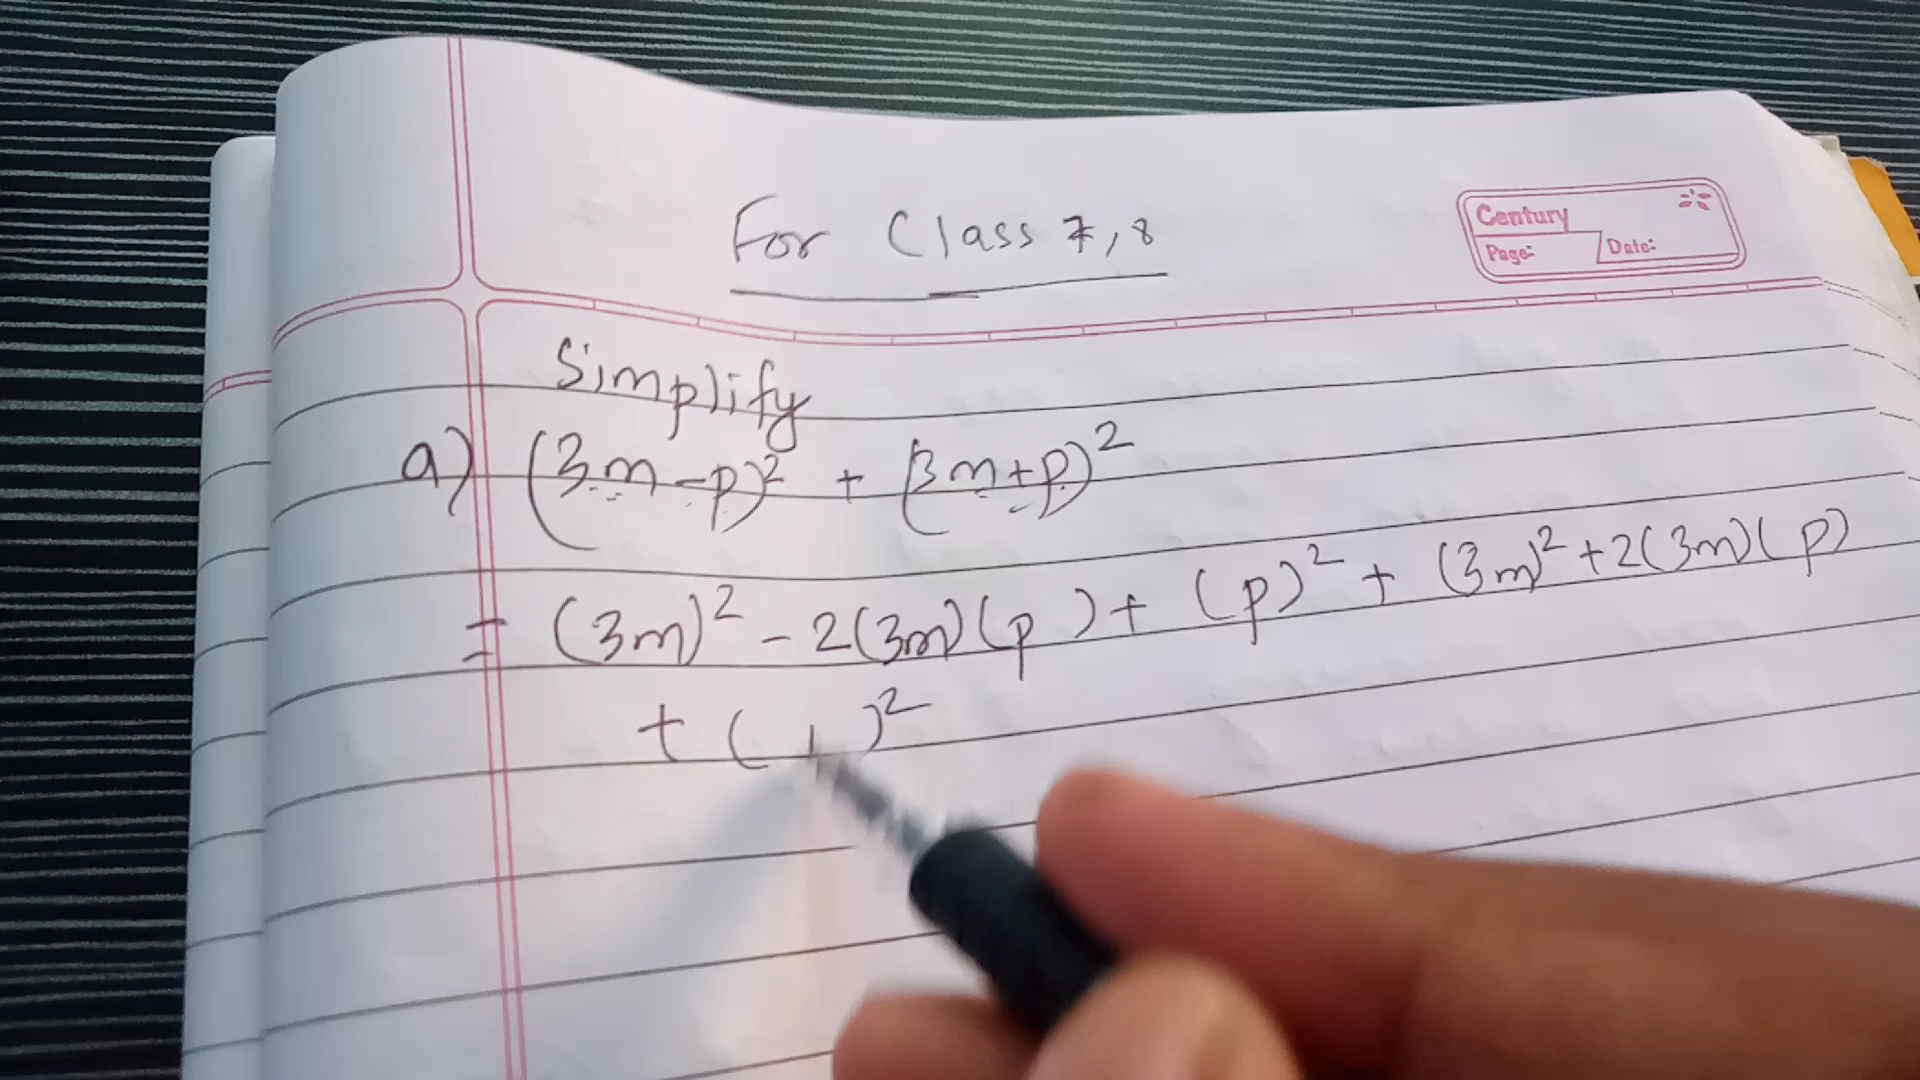 For Class 7,8
Century
Page: Date:
Simplify
a) (3m-p)² + (3m+p)²
= (3m)² - 2(3m)(p) + (p)² + (3m)² + 2(3m)(p)
+ ( )²